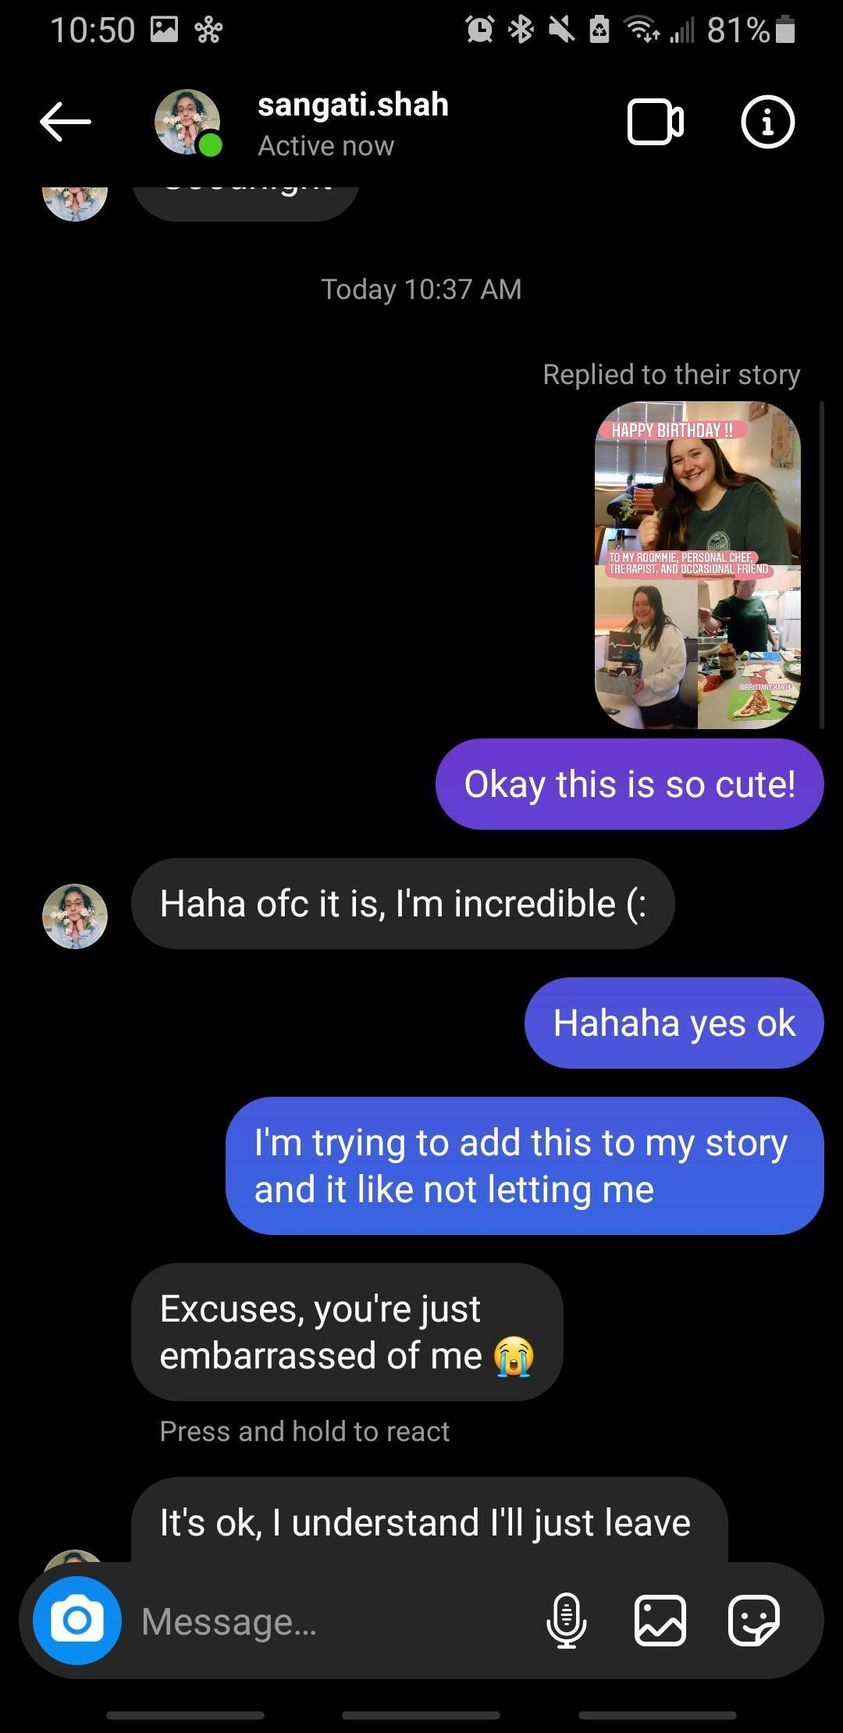 10:50
81%
sangati.shah
Active now
Goodnight
Today 10:37 AM
Replied to their story
HAPPY BIRTHDAY !!
TO MY ROOMMIE, PERSONAL CHEF,
THERAPIST, AND OCCASIONAL FRIEND
Okay this is so cute!
Haha ofc it is, I'm incredible (:
Hahaha yes ok
I'm trying to add this to my story
and it like not letting me
Excuses, you're just
embarrassed of me 😭
Press and hold to react
It's ok, I understand I'll just leave
Message...